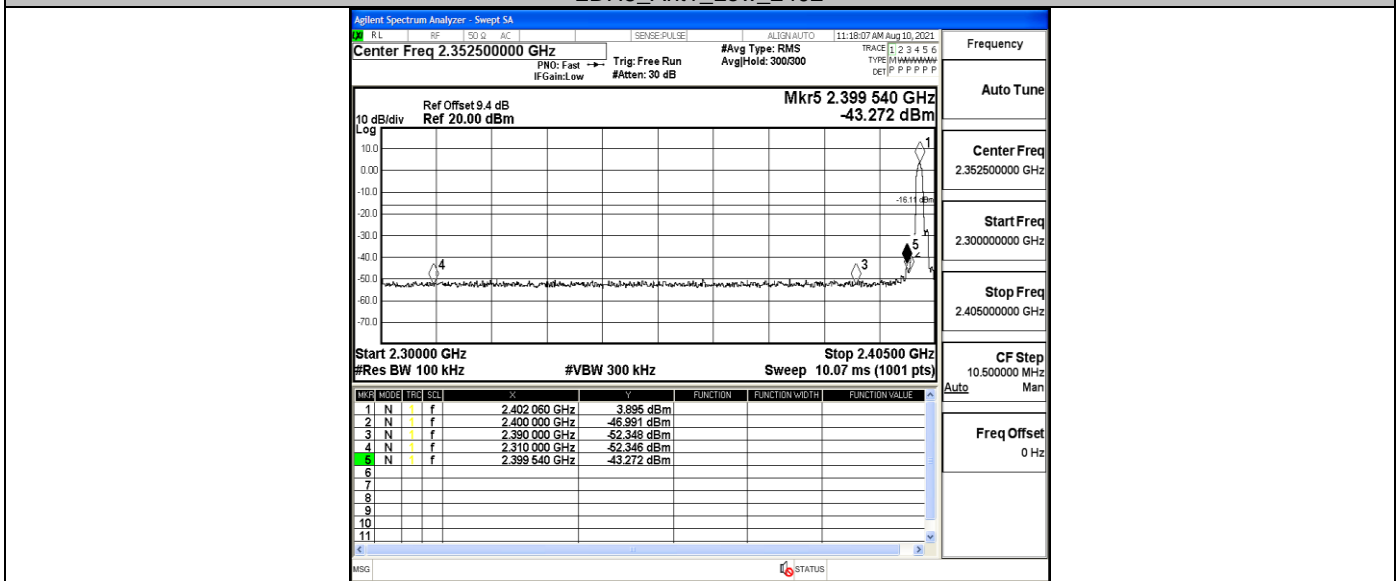 Agilent Spectrum Analyzer - Swept SA
RL RF 50 Ω AC SENSE:PULSE ALIGN AUTO 11:18:07 AM Aug 10, 2021
Center Freq 2.352500000 GHz
PNO: Fast
IFGain:Low
Trig: Free Run
#Atten: 30 dB
#Avg Type: RMS
Avg|Hold: 300/300
TRACE 1 2 3 4 5 6
TYPE M
DET P P P P P P
Ref Offset 9.4 dB
10 dB/div Ref 20.00 dBm
Log
Mkr5 2.399 540 GHz
-43.272 dBm
10.0
0.00
-10.0
-20.0
-30.0
-40.0
-50.0
-60.0
-70.0
1
-16.11 dBm
5
4
3
Start 2.30000 GHz Stop 2.40500 GHz
#Res BW 100 kHz #VBW 300 kHz Sweep 10.07 ms (1001 pts)
MKR MODE TRC SCL X Y FUNCTION FUNCTION WIDTH FUNCTION VALUE
1 N 1 f 2.402 060 GHz 3.895 dBm
2 N 1 f 2.400 000 GHz -46.991 dBm
3 N 1 f 2.390 000 GHz -52.348 dBm
4 N 1 f 2.310 000 GHz -52.346 dBm
5 N 1 f 2.399 540 GHz -43.272 dBm
6
7
8
9
10
11
MSG STATUS
Frequency
Auto Tune
Center Freq
2.352500000 GHz
Start Freq
2.300000000 GHz
Stop Freq
2.405000000 GHz
CF Step
10.500000 MHz
Auto Man
Freq Offset
0 Hz